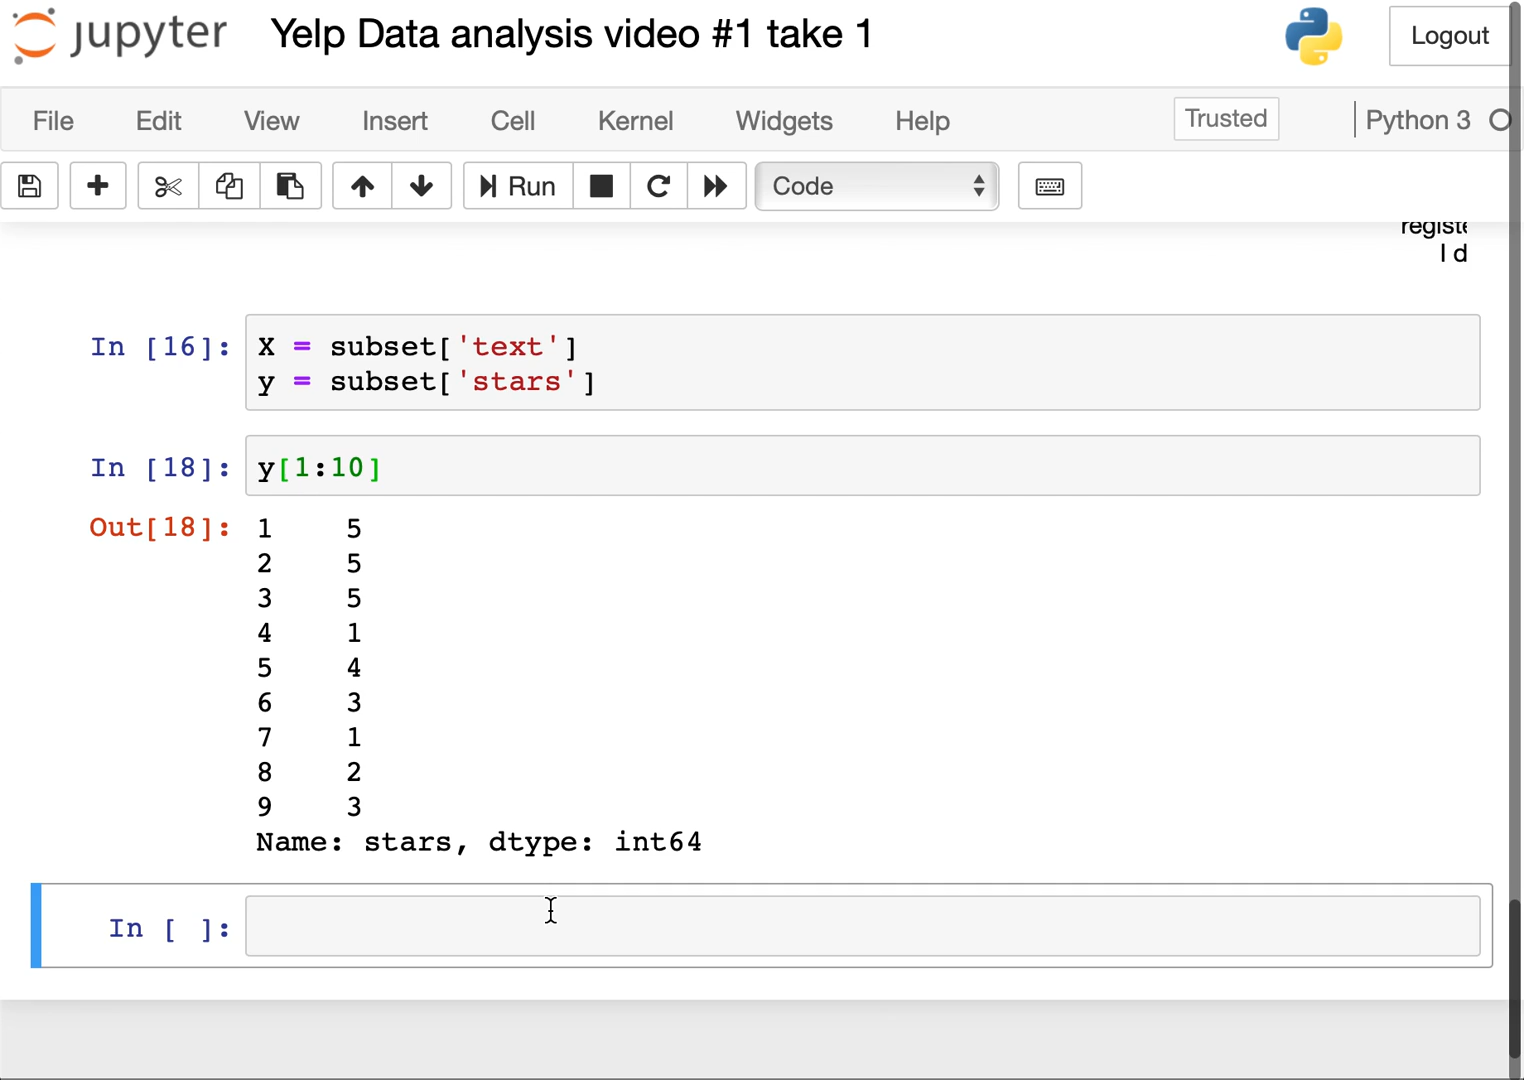 jupyter Yelp Data analysis video #1 take 1 Logout
File Edit View Insert Cell Kernel Widgets Help Trusted Python 3
Run Code
I d
In [16]: X = subset['text']
y = subset['stars']
In [18]: y[1:10]
Out[18]: 1 5
2 5
3 5
4 1
5 4
6 3
7 1
8 2
9 3
Name: stars, dtype: int64
In [ ]: